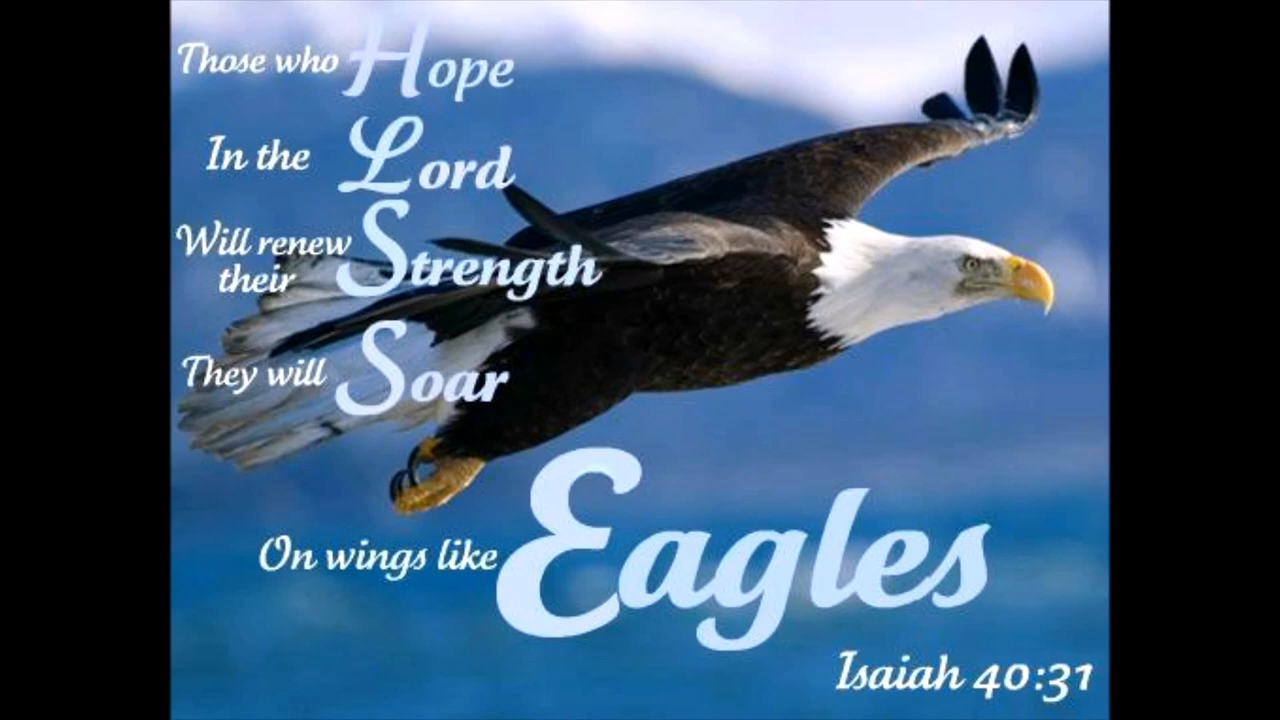 Those who Hope
In the Lord
Will renew
their Strength
They will Soar
On wings like Eagles
Isaiah 40:31